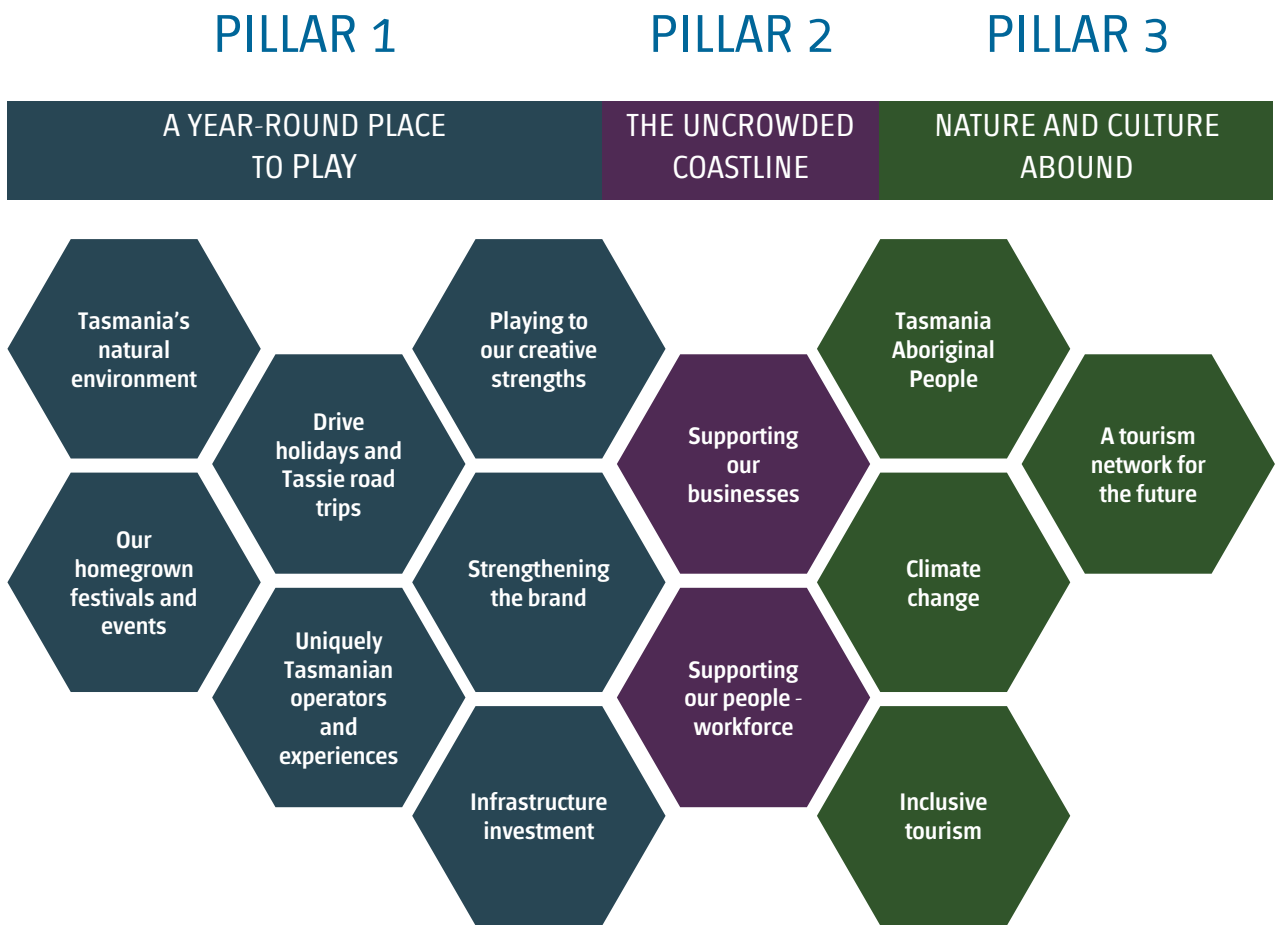 PILLAR 1
PILLAR 2
PILLAR 3
A YEAR-ROUND PLACE
TO PLAY
THE UNCROWDED
COASTLINE
NATURE AND CULTURE
ABOUND
Tasmania’s
natural
environment
Our
homegrown
festivals and
events
Drive
holidays and
Tassie road
trips
Uniquely
Tasmanian
operators
and
experiences
Playing to
our creative
strengths
Strengthening
the brand
Infrastructure
investment
Supporting
our
businesses
Supporting
our people -
workforce
Tasmania
Aboriginal
People
Climate
change
Inclusive
tourism
A tourism
network for
the future